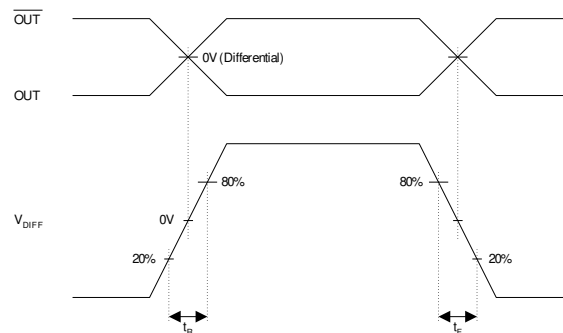 OUT
0V (Differential)
OUT
80%
80%
V_DIFF
0V
20%
20%
t_R
t_F